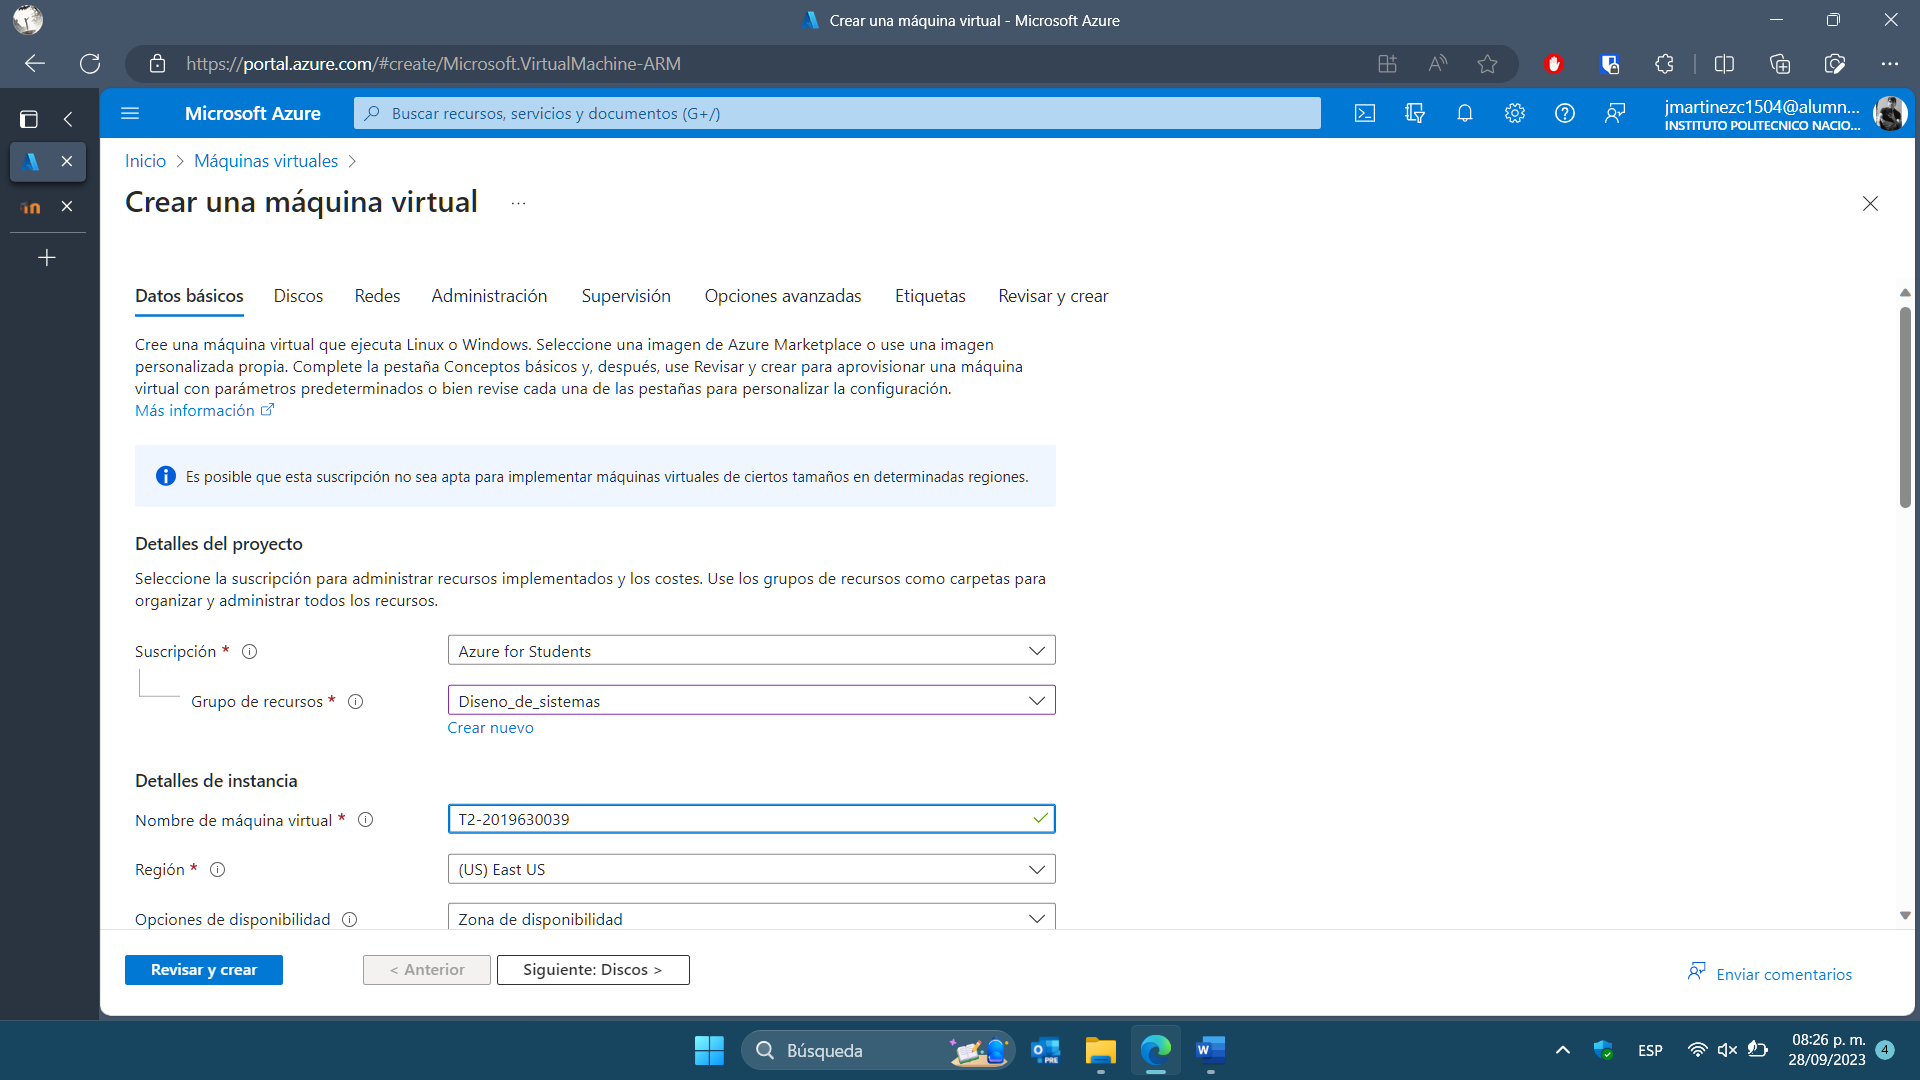 Crear una máquina virtual - Microsoft Azure
https://portal.azure.com/#create/Microsoft.VirtualMachine-ARM
Microsoft Azure
Buscar recursos, servicios y documentos (G+/)
jmartinezc1504@alumn...
INSTITUTO POLITECNICO NACIO...
Inicio > Máquinas virtuales >
Crear una máquina virtual ...
Datos básicos Discos Redes Administración Supervisión Opciones avanzadas Etiquetas Revisar y crear
Cree una máquina virtual que ejecuta Linux o Windows. Seleccione una imagen de Azure Marketplace o use una imagen
personalizada propia. Complete la pestaña Conceptos básicos y, después, use Revisar y crear para aprovisionar una máquina
virtual con parámetros predeterminados o bien revise cada una de las pestañas para personalizar la configuración.
Más información
Es posible que esta suscripción no sea apta para implementar máquinas virtuales de ciertos tamaños en determinadas regiones.
Detalles del proyecto
Seleccione la suscripción para administrar recursos implementados y los costes. Use los grupos de recursos como carpetas para
organizar y administrar todos los recursos.
Suscripción * Azure for Students
Grupo de recursos * Diseno_de_sistemas
Crear nuevo
Detalles de instancia
Nombre de máquina virtual * T2-2019630039
Región * (US) East US
Opciones de disponibilidad Zona de disponibilidad
Revisar y crear < Anterior Siguiente: Discos >
Enviar comentarios
Búsqueda
PRE
ESP
08:26 p. m.
28/09/2023
4